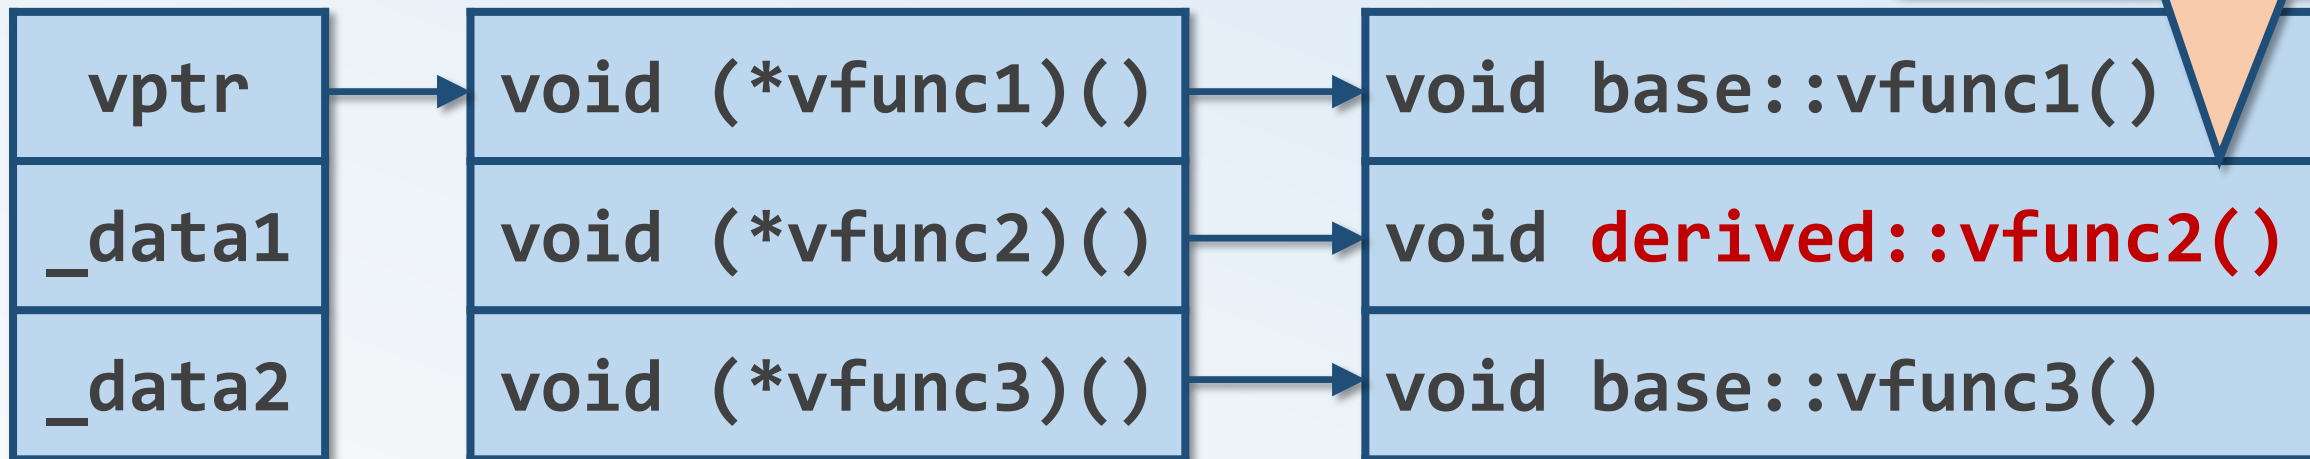 vptr
void (*vfunc1)()
void base::vfunc1()
_data1
void (*vfunc2)()
void derived::vfunc2()
_data2
void (*vfunc3)()
void base::vfunc3()